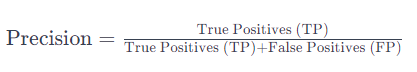 Precision = True Positives (TP) / True Positives (TP)+False Positives (FP)